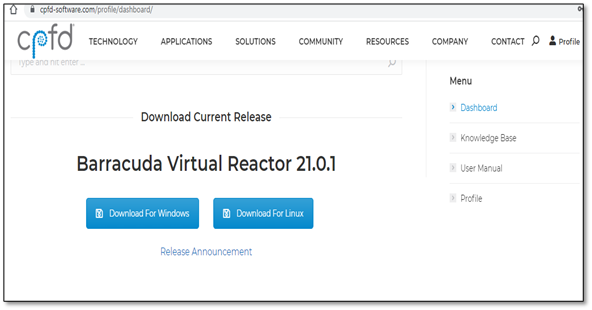 cpfd-software.com/profile/dashboard/
cpfd
TECHNOLOGY APPLICATIONS SOLUTIONS COMMUNITY RESOURCES COMPANY CONTACT Profile
Type and hit enter ...
Download Current Release
Barracuda Virtual Reactor 21.0.1
Download For Windows Download For Linux
Release Announcement
Menu
Dashboard
Knowledge Base
User Manual
Profile